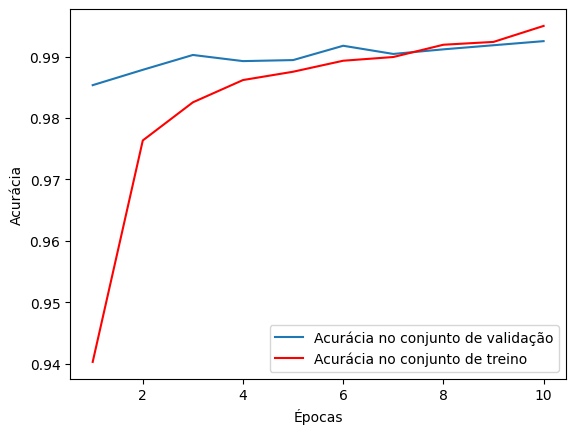 0.99
0.98
0.97
0.96
0.95
0.94
Acurácia
2
4
6
8
10
Épocas
Acurácia no conjunto de validação
Acurácia no conjunto de treino